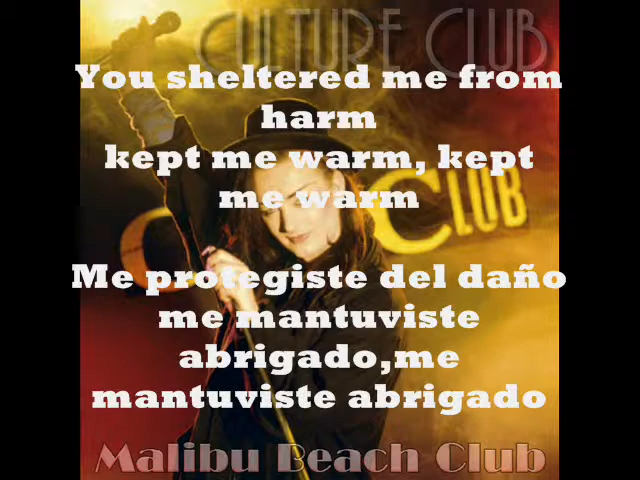 CULTURE CLUB
You sheltered me from
harm
kept me warm, kept
me warm
CLUB
Me protegiste del daño
me mantuviste
abrigado,me
mantuviste abrigado
Malibu Beach Club